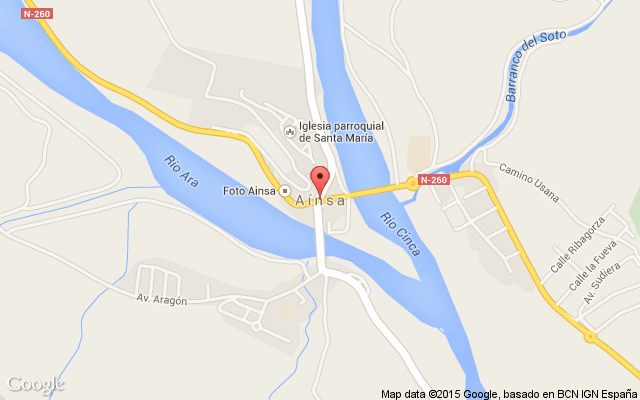 N-260
Barranco del Soto
Iglesia parroquial
de Santa María
Río Ara
Foto Ainsa
Aínsa
N-260
Camino Usana
Río Cinca
Calle Ribagorza
Calle la Fueva
Av. Sudiera
Av. Aragón
Google
Map data ©2015 Google, basado en BCN IGN España